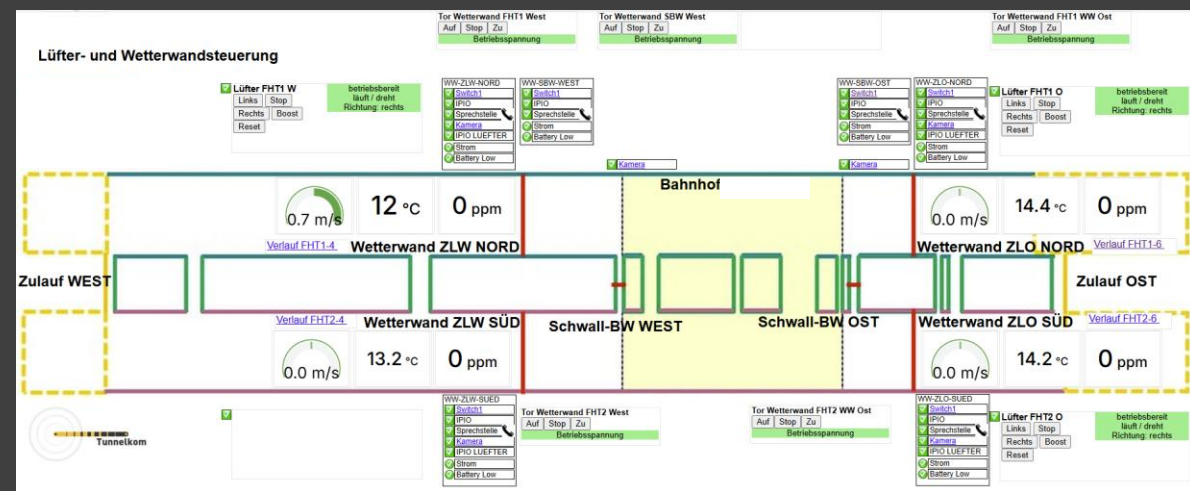 Tor Wetterwand FHT1 West
Auf Stop Zu
Betriebsspannung
Tor Wetterwand SBW West
Auf Stop Zu
Betriebsspannung
Tor Wetterwand FHT1 WW Ost
Auf Stop Zu
Betriebsspannung
Lüfter- und Wetterwandsteuerung
Lüfter FHT1 W
Links Stop
Rechts Boost
Reset
betriebsbereit
läuft / dreht
Richtung: rechts
WW-ZLW-NORD
Switch1
IPIO
Sprechstelle
Kamera
IPIO LUEFTER
Strom
Battery Low
WW-SBW-WEST
Switch1
IPIO
Sprechstelle
Strom
Battery Low
WW-SBW-OST
Switch1
IPIO
Sprechstelle
Strom
Battery Low
WW-ZLO-NORD
Switch1
IPIO
Sprechstelle
Kamera
IPIO LUEFTER
Strom
Battery Low
Lüfter FHT1 O
Links Stop
Rechts Boost
Reset
betriebsbereit
läuft / dreht
Richtung: rechts
Kamera
Kamera
Bahnhof
0.7 m/s
12 °C
0 ppm
0.0 m/s
14.4 °C
0 ppm
Verlauf FHT1-4
Wetterwand ZLW NORD
Wetterwand ZLO NORD
Verlauf FHT1-6
Zulauf WEST
Zulauf OST
Verlauf FHT2-4
Wetterwand ZLW SÜD
Schwall-BW WEST
Schwall-BW OST
Wetterwand ZLO SÜD
Verlauf FHT2-6
0.0 m/s
13.2 °C
0 ppm
0.0 m/s
14.2 °C
0 ppm
Tunnelkom
WW-ZLW-SUED
Switch1
IPIO
Sprechstelle
Kamera
IPIO LUEFTER
Strom
Battery Low
Tor Wetterwand FHT2 West
Auf Stop Zu
Betriebsspannung
Tor Wetterwand FHT2 WW Ost
Auf Stop Zu
Betriebsspannung
WW-ZLO-SUED
Switch1
IPIO
Sprechstelle
Kamera
IPIO LUEFTER
Strom
Battery Low
Lüfter FHT2 O
Links Stop
Rechts Boost
Reset
betriebsbereit
läuft / dreht
Richtung: rechts